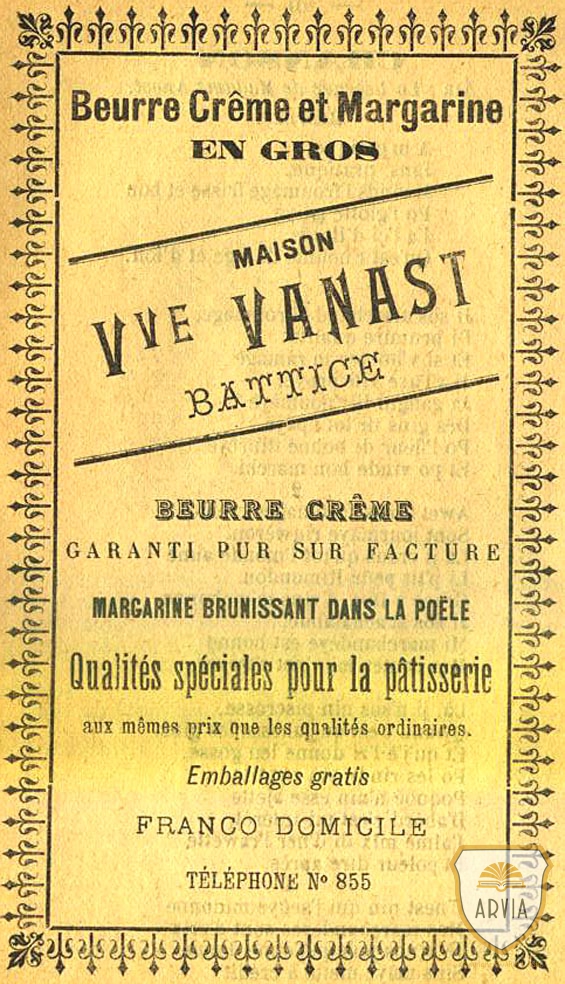 Beurre Crême et Margarine
EN GROS
MAISON
VVE VANAST
BATTICE
BEURRE CRÊME
GARANTI PUR SUR FACTURE
MARGARINE BRUNISSANT DANS LA POËLE
Qualités spéciales pour la pâtisserie
aux mêmes prix que les qualités ordinaires.
Emballages gratis
FRANCO DOMICILE
TÉLÉPHONE No 855
ARVIA